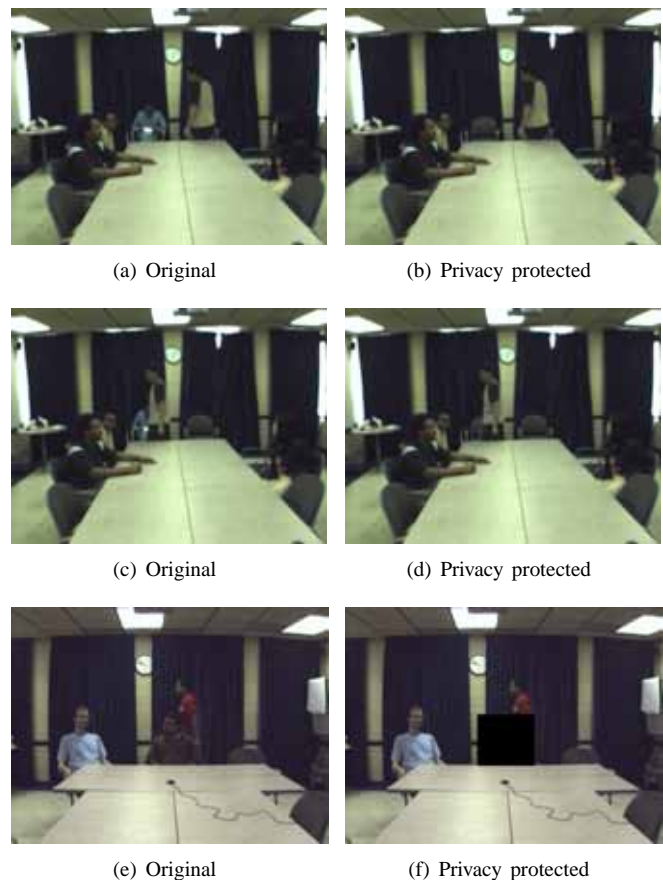 (a) Original
(b) Privacy protected
(c) Original
(d) Privacy protected
(e) Original
(f) Privacy protected